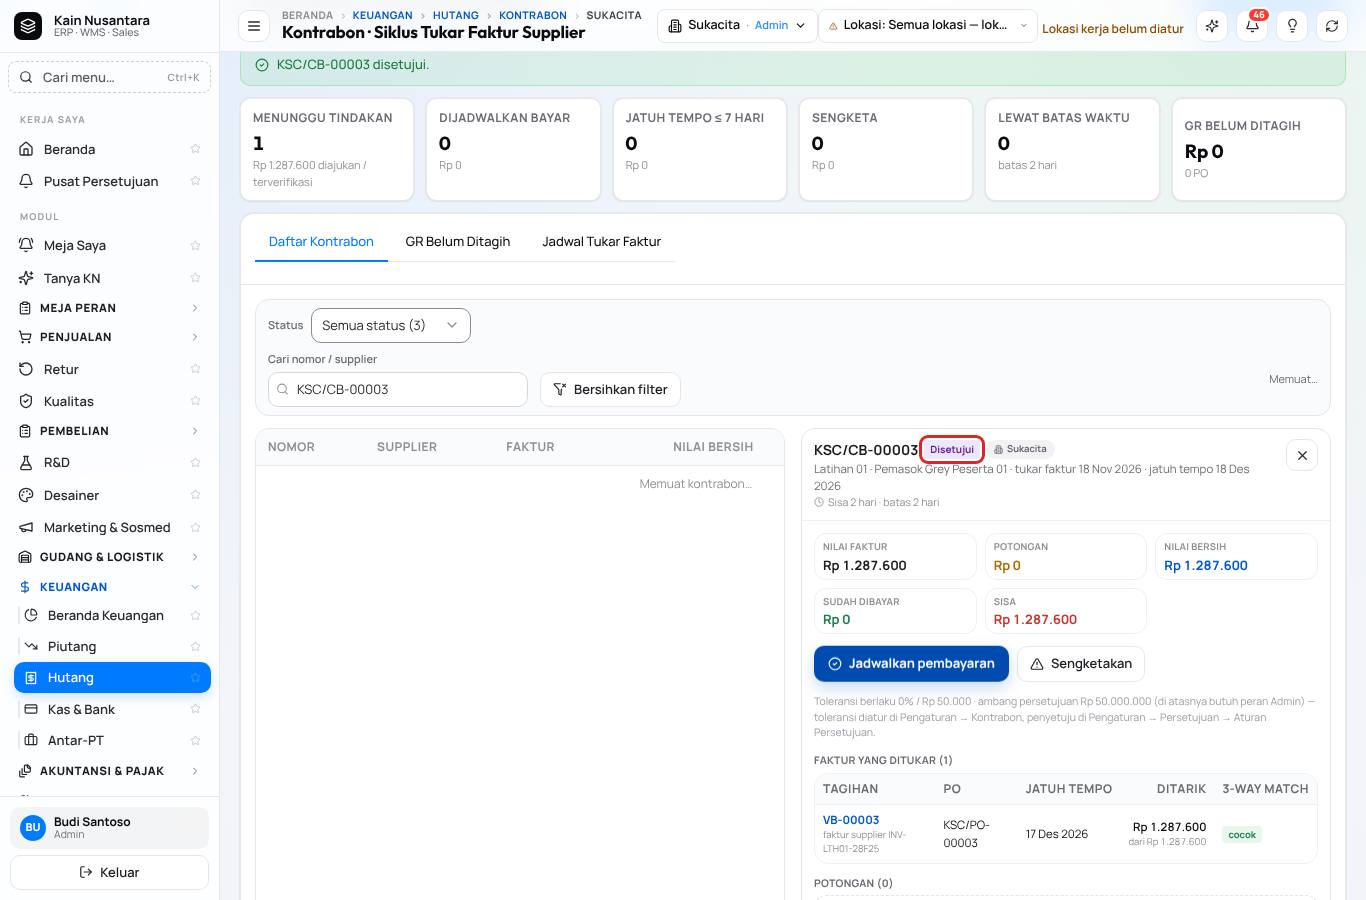 Kain Nusantara
ERP · WMS · Sales
Cari menu...
Ctrl+K
KERJA SAYA
Beranda
Pusat Persetujuan
MODUL
Meja Saya
Tanya KN
MEJA PERAN
PENJUALAN
Retur
Kualitas
PEMBELIAN
R&D
Desainer
Marketing & Sosmed
GUDANG & LOGISTIK
KEUANGAN
Beranda Keuangan
Piutang
Hutang
Kas & Bank
Antar-PT
AKUNTANSI & PAJAK
BU
Budi Santoso
Admin
Keluar
BERANDA › KEUANGAN › HUTANG › KONTRABON › SUKACITA
Kontrabon · Siklus Tukar Faktur Supplier
Sukacita · Admin
Lokasi: Semua lokasi — lok...
Lokasi kerja belum diatur
46
KSC/CB-00003 disetujui.
MENUNGGU TINDAKAN
1
Rp 1.287.600 diajukan /
terverifikasi
DIJADWALKAN BAYAR
0
Rp 0
JATUH TEMPO ≤ 7 HARI
0
Rp 0
SENGKETA
0
Rp 0
LEWAT BATAS WAKTU
0
batas 2 hari
GR BELUM DITAGIH
Rp 0
0 PO
Daftar Kontrabon
GR Belum Ditagih
Jadwal Tukar Faktur
Status
Semua status (3)
Cari nomor / supplier
KSC/CB-00003
Bersihkan filter
Memuat...
NOMOR SUPPLIER FAKTUR NILAI BERSIH
Memuat kontrabon...
KSC/CB-00003 Disetujui Sukacita
Latihan 01 · Pemasok Grey Peserta 01 · tukar faktur 18 Nov 2026 · jatuh tempo 18 Des
2026
Sisa 2 hari · batas 2 hari
NILAI FAKTUR
Rp 1.287.600
POTONGAN
Rp 0
NILAI BERSIH
Rp 1.287.600
SUDAH DIBAYAR
Rp 0
SISA
Rp 1.287.600
Jadwalkan pembayaran
Sengketakan
Toleransi berlaku 0% / Rp 50.000 · ambang persetujuan Rp 50.000.000 (di atasnya butuh peran Admin) —
toleransi diatur di Pengaturan → Kontrabon, penyetuju di Pengaturan → Persetujuan → Aturan
Persetujuan.
FAKTUR YANG DITUKAR (1)
TAGIHAN PO JATUH TEMPO DITARIK 3-WAY MATCH
VB-00003
faktur supplier INV-
LTH01-28F25
KSC/PO-
00003
17 Des 2026
Rp 1.287.600
dari Rp 1.287.600
cocok
POTONGAN (0)